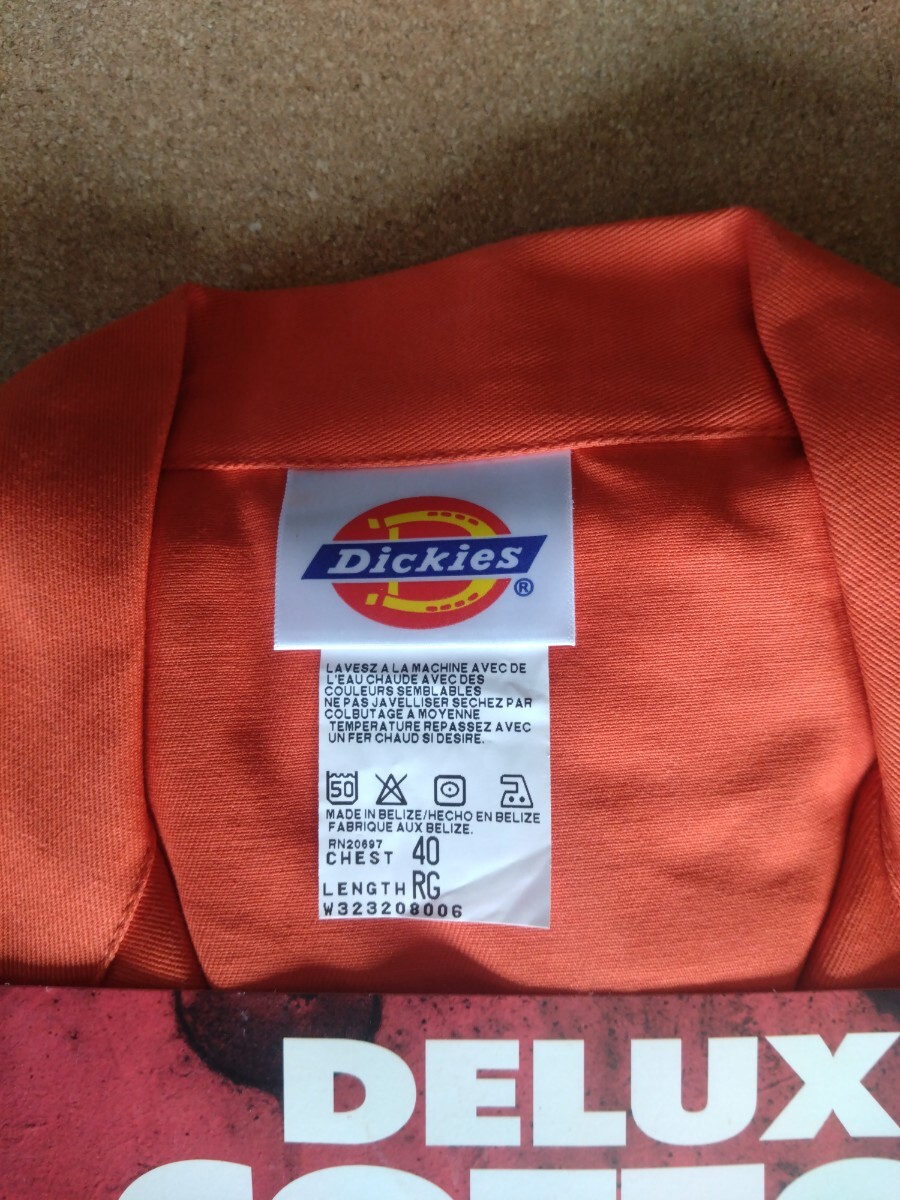 Dickies
®
LAVESZ A LA MACHINE AVEC DE
L'EAU CHAUDE AVEC DES
COULEURS SEMBLABLES
NE PAS JAVELLISER SECHEZ PAR
COLBUTAGE A MOYENNE
TEMPERATURE REPASSEZ AVEC
UN FER CHAUD SI DESIRE.
50
MADE IN BELIZE/HECHO EN BELIZE
FABRIQUE AUX BELIZE.
RN20697
CHEST 40
LENGTH RG
W323208006
DELUX